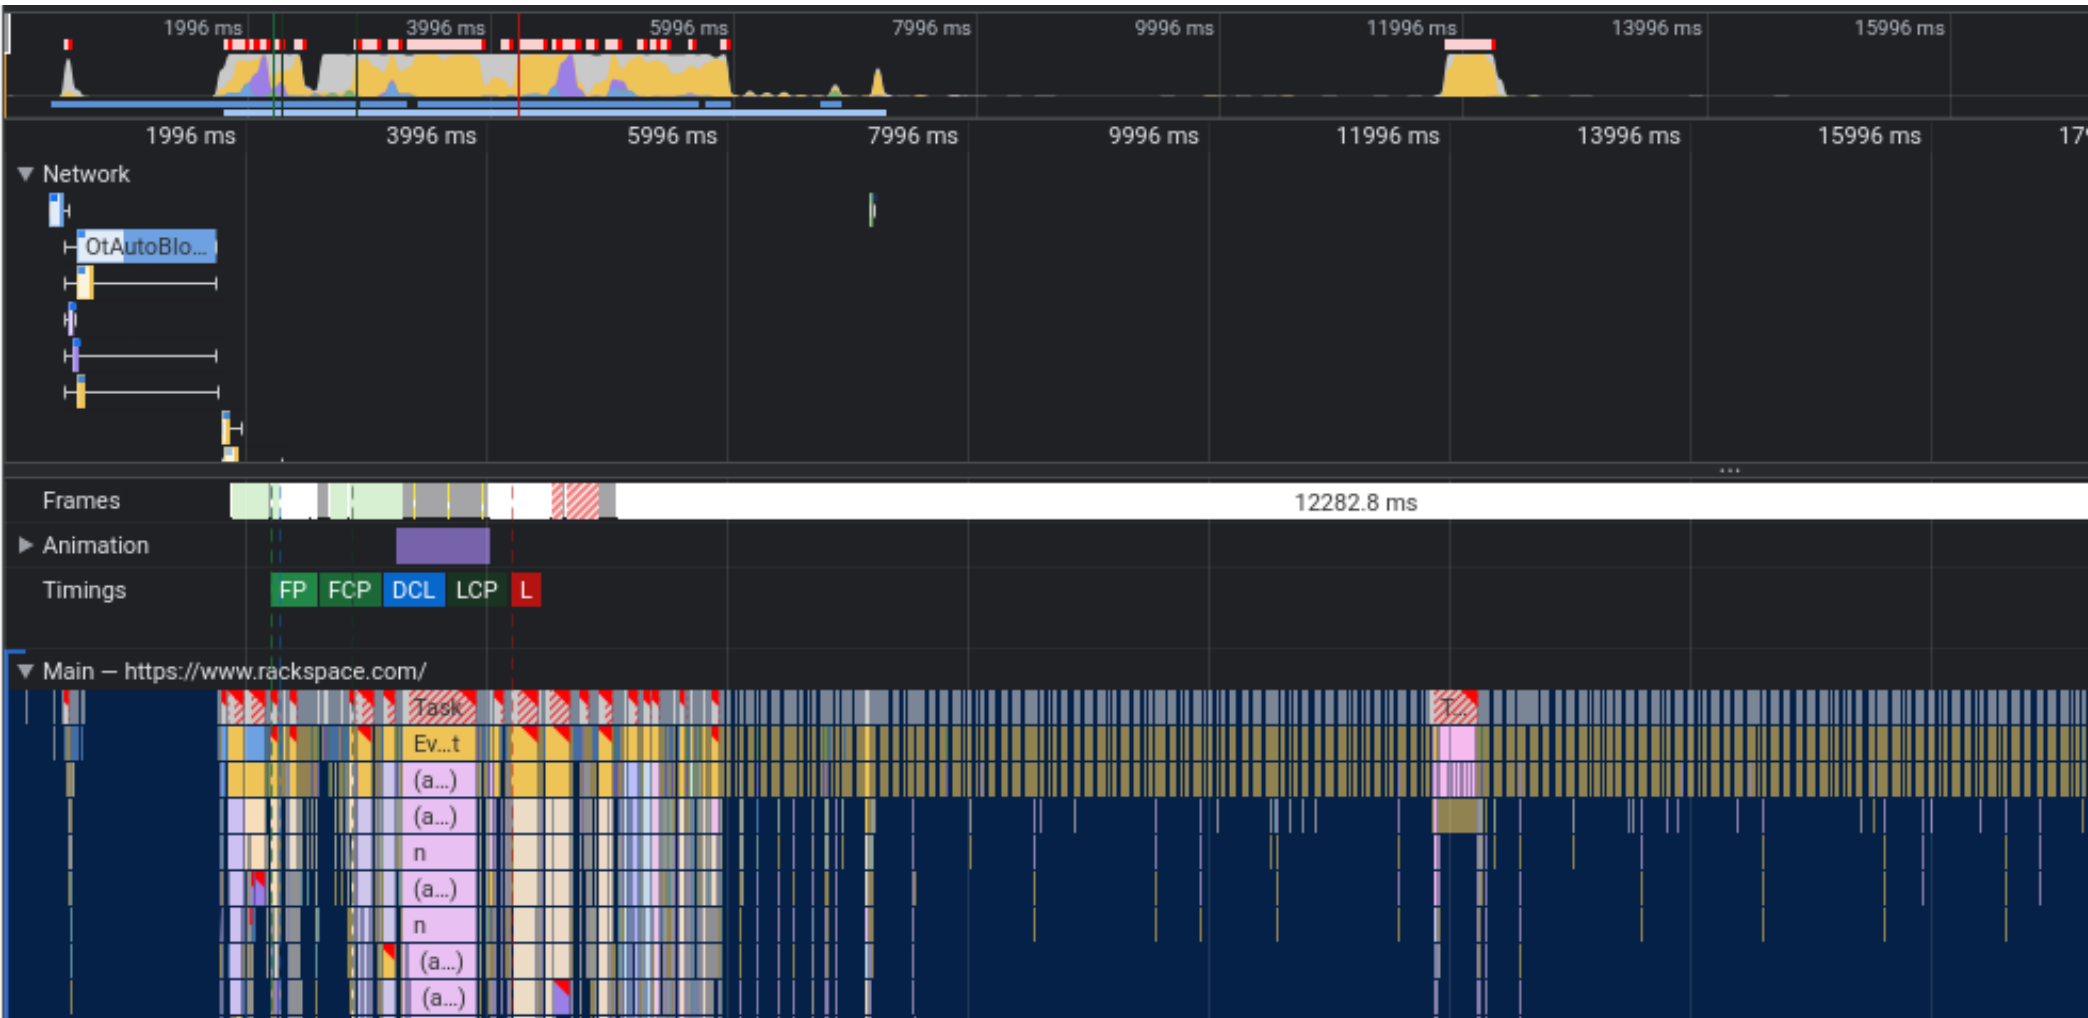 1996 ms 3996 ms 5996 ms 7996 ms 9996 ms 11996 ms 13996 ms 15996 ms
1996 ms 3996 ms 5996 ms 7996 ms 9996 ms 11996 ms 13996 ms 15996 ms 17
Network
OtAutoBlo...
...
Frames 12282.8 ms
Animation
Timings FP FCP DCL LCP L
Main — https://www.rackspace.com/
Task T...
Ev...t
(a...)
(a...)
n
(a...)
n
(a...)
(a...)